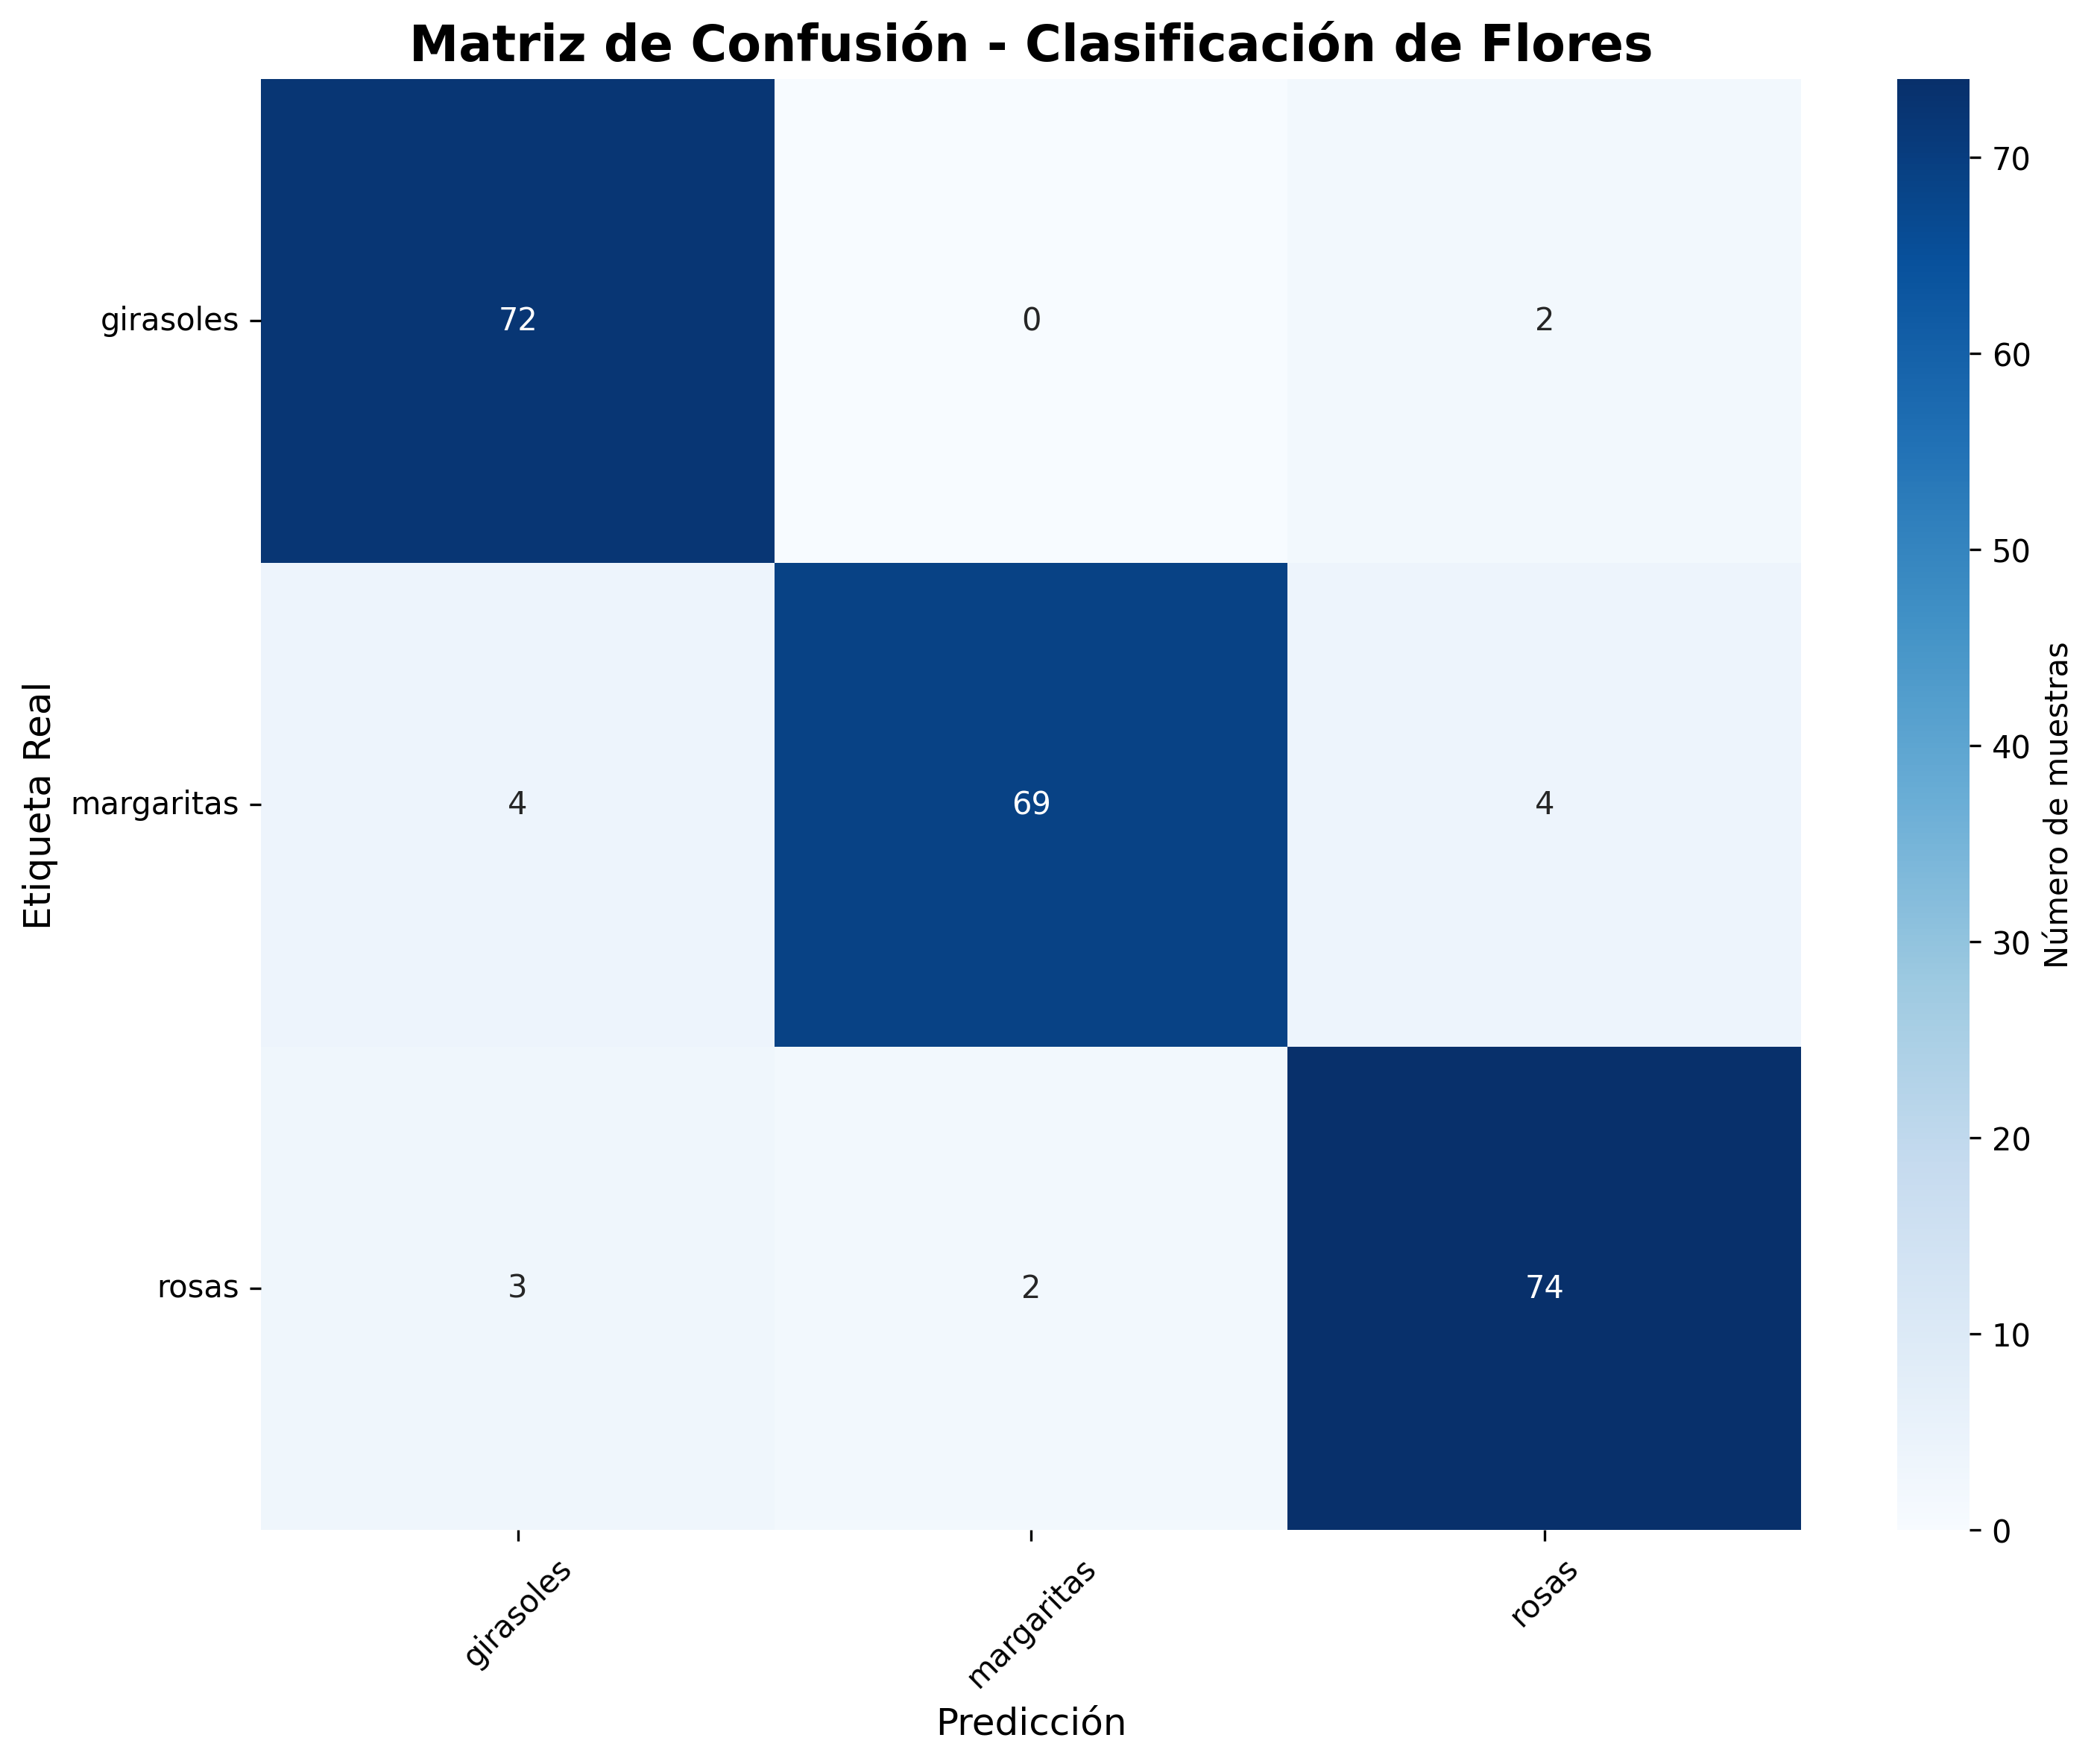 Matriz de Confusión - Clasificación de Flores
Etiqueta Real
girasoles
72
0
2
margaritas
4
69
4
rosas
3
2
74
girasoles
margaritas
rosas
Predicción
70
60
50
40
30
20
10
0
Número de muestras